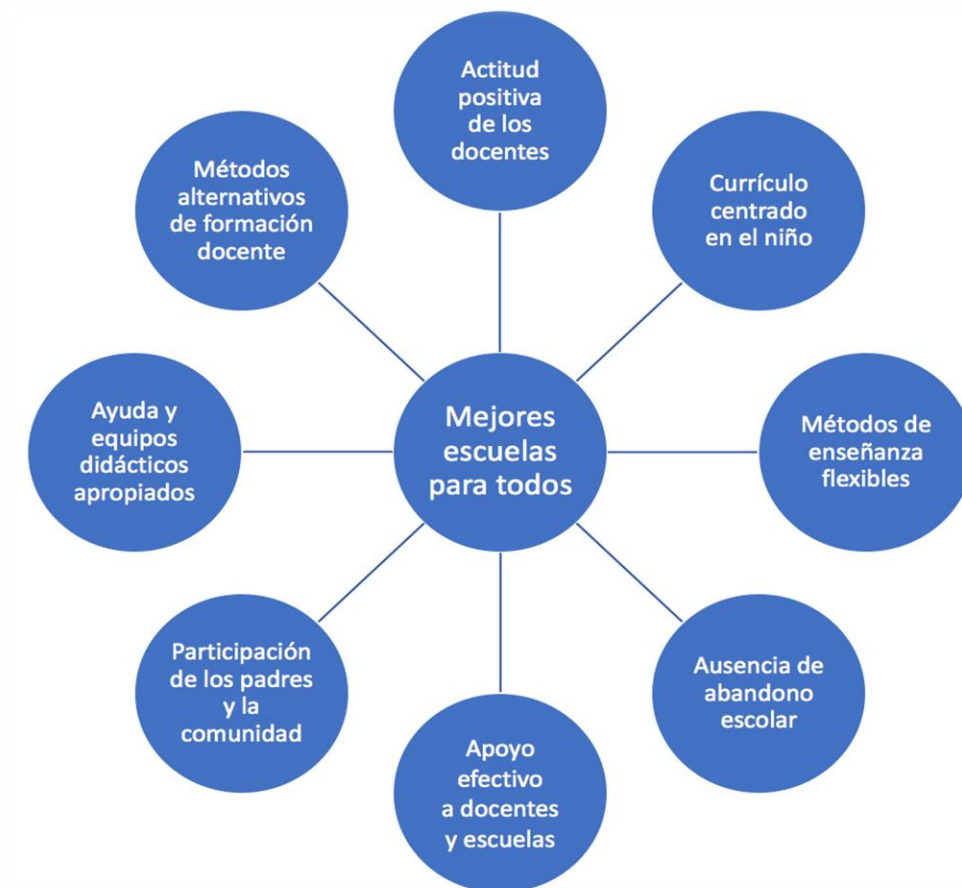 Actitud
positiva
de los
docentes
Currículo
centrado
en el niño
Métodos de
enseñanza
flexibles
Ausencia de
abandono
escolar
Apoyo
efectivo
a docentes
y escuelas
Participación
de los padres
y la
comunidad
Ayuda y
equipos
didácticos
apropiados
Métodos
alternativos
de formación
docente
Mejores
escuelas
para todos